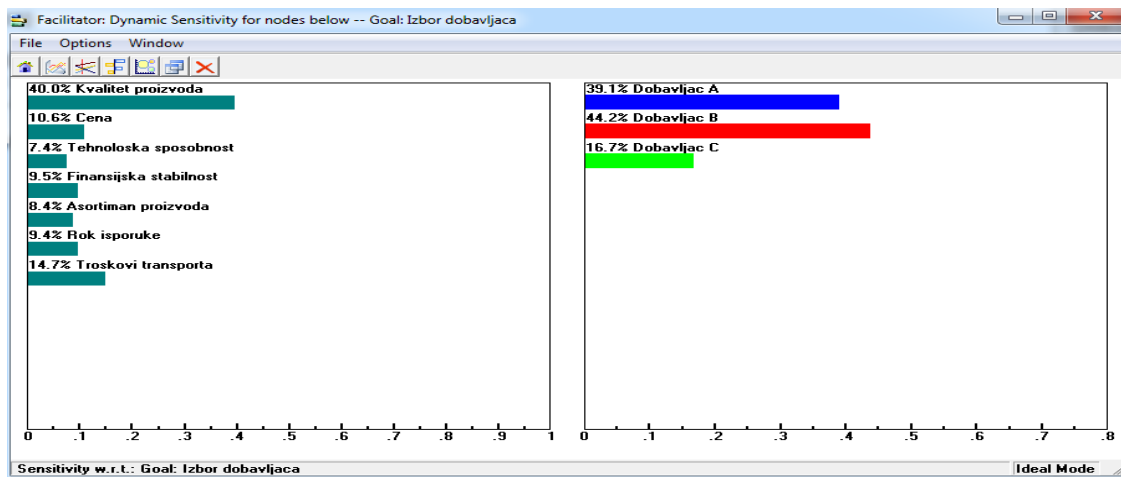 Facilitator: Dynamic Sensitivity for nodes below -- Goal: Izbor dobavljaca
File Options Window
40.0% Kvalitet proizvoda
10.6% Cena
7.4% Tehnoloska sposobnost
9.5% Finansijska stabilnost
8.4% Asortiman proizvoda
9.4% Rok isporuke
14.7% Troskovi transporta
0 .1 .2 .3 .4 .5 .6 .7 .8 .9 1
39.1% Dobavljac A
44.2% Dobavljac B
16.7% Dobavljac C
0 .1 .2 .3 .4 .5 .6 .7 .8
Sensitivity w.r.t.: Goal: Izbor dobavljaca
Ideal Mode